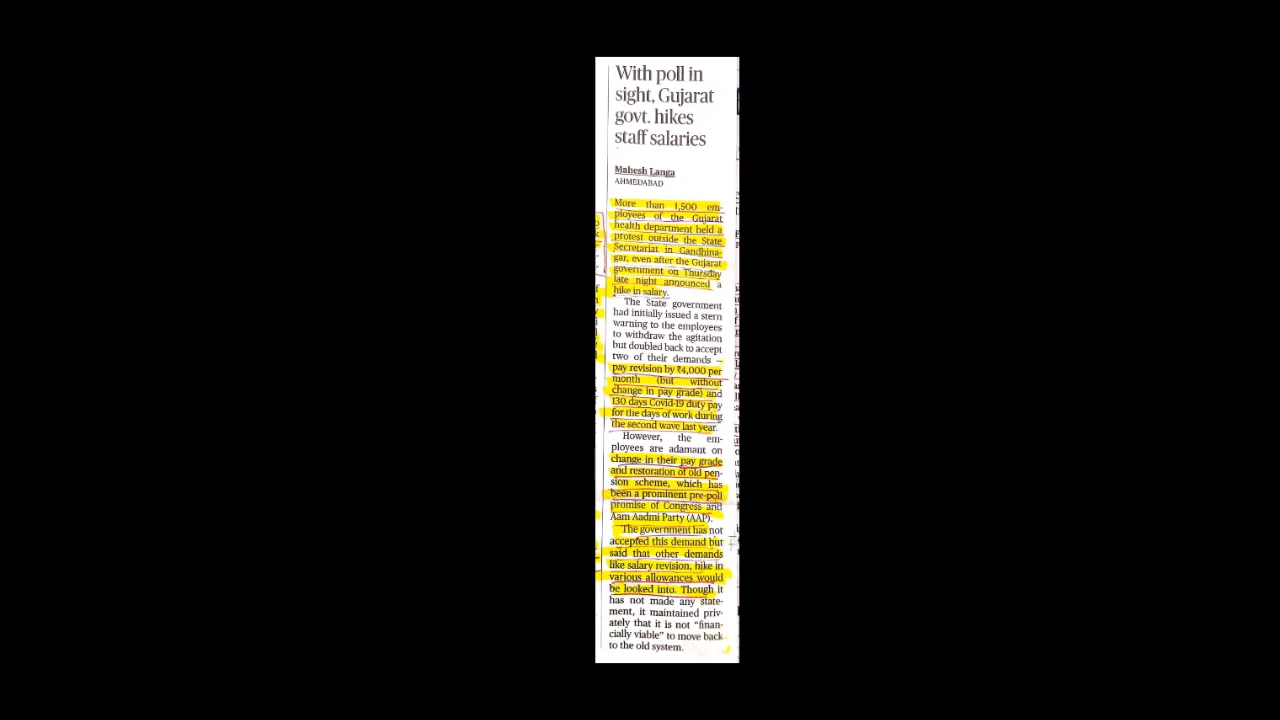 With poll in
sight, Gujarat
govt. hikes
staff salaries
Mahesh Langa
AHMEDABAD
More than 1,500 em-
ployees of the Gujarat
health department held a
protest outside the State
Secretariat in Gandhina-
gar, even after the Gujarat
government on Thursday
late night announced a
hike in salary.
The State government
had initially issued a stern
warning to the employees
to withdraw the agitation
but doubled back to accept
two of their demands –
pay revision by ₹4,000 per
month (but without
change in pay grade) and
130 days Covid-19 duty pay
for the days of work during
the second wave last year.
However, the em-
ployees are adamant on
change in their pay grade
and restoration of old pen-
sion scheme, which has
been a prominent pre-poll
promise of Congress and
Aam Aadmi Party (AAP).
The government has not
accepted this demand but
said that other demands
like salary revision, hike in
various allowances would
be looked into. Though it
has not made any state-
ment, it maintained priv-
ately that it is not “finan-
cially viable” to move back
to the old system.